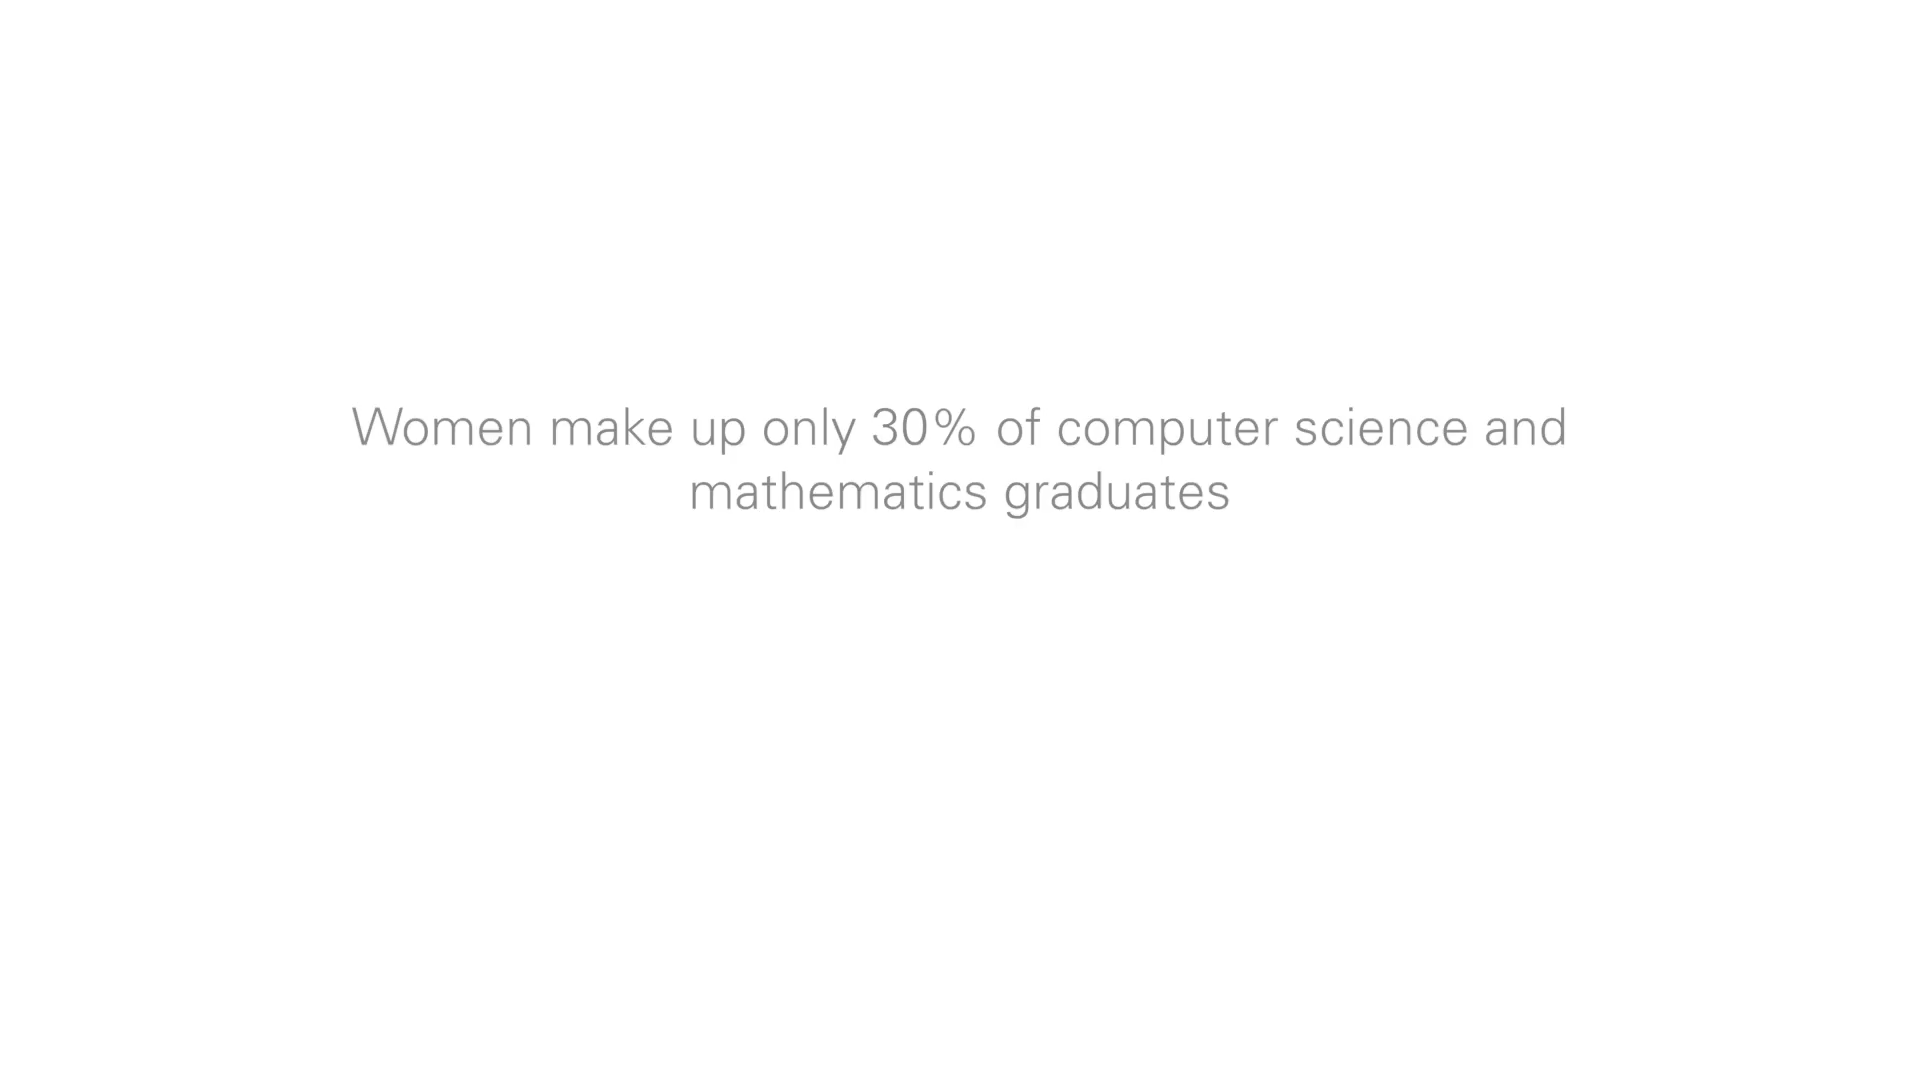 Women make up only 30% of computer science and
mathematics graduates